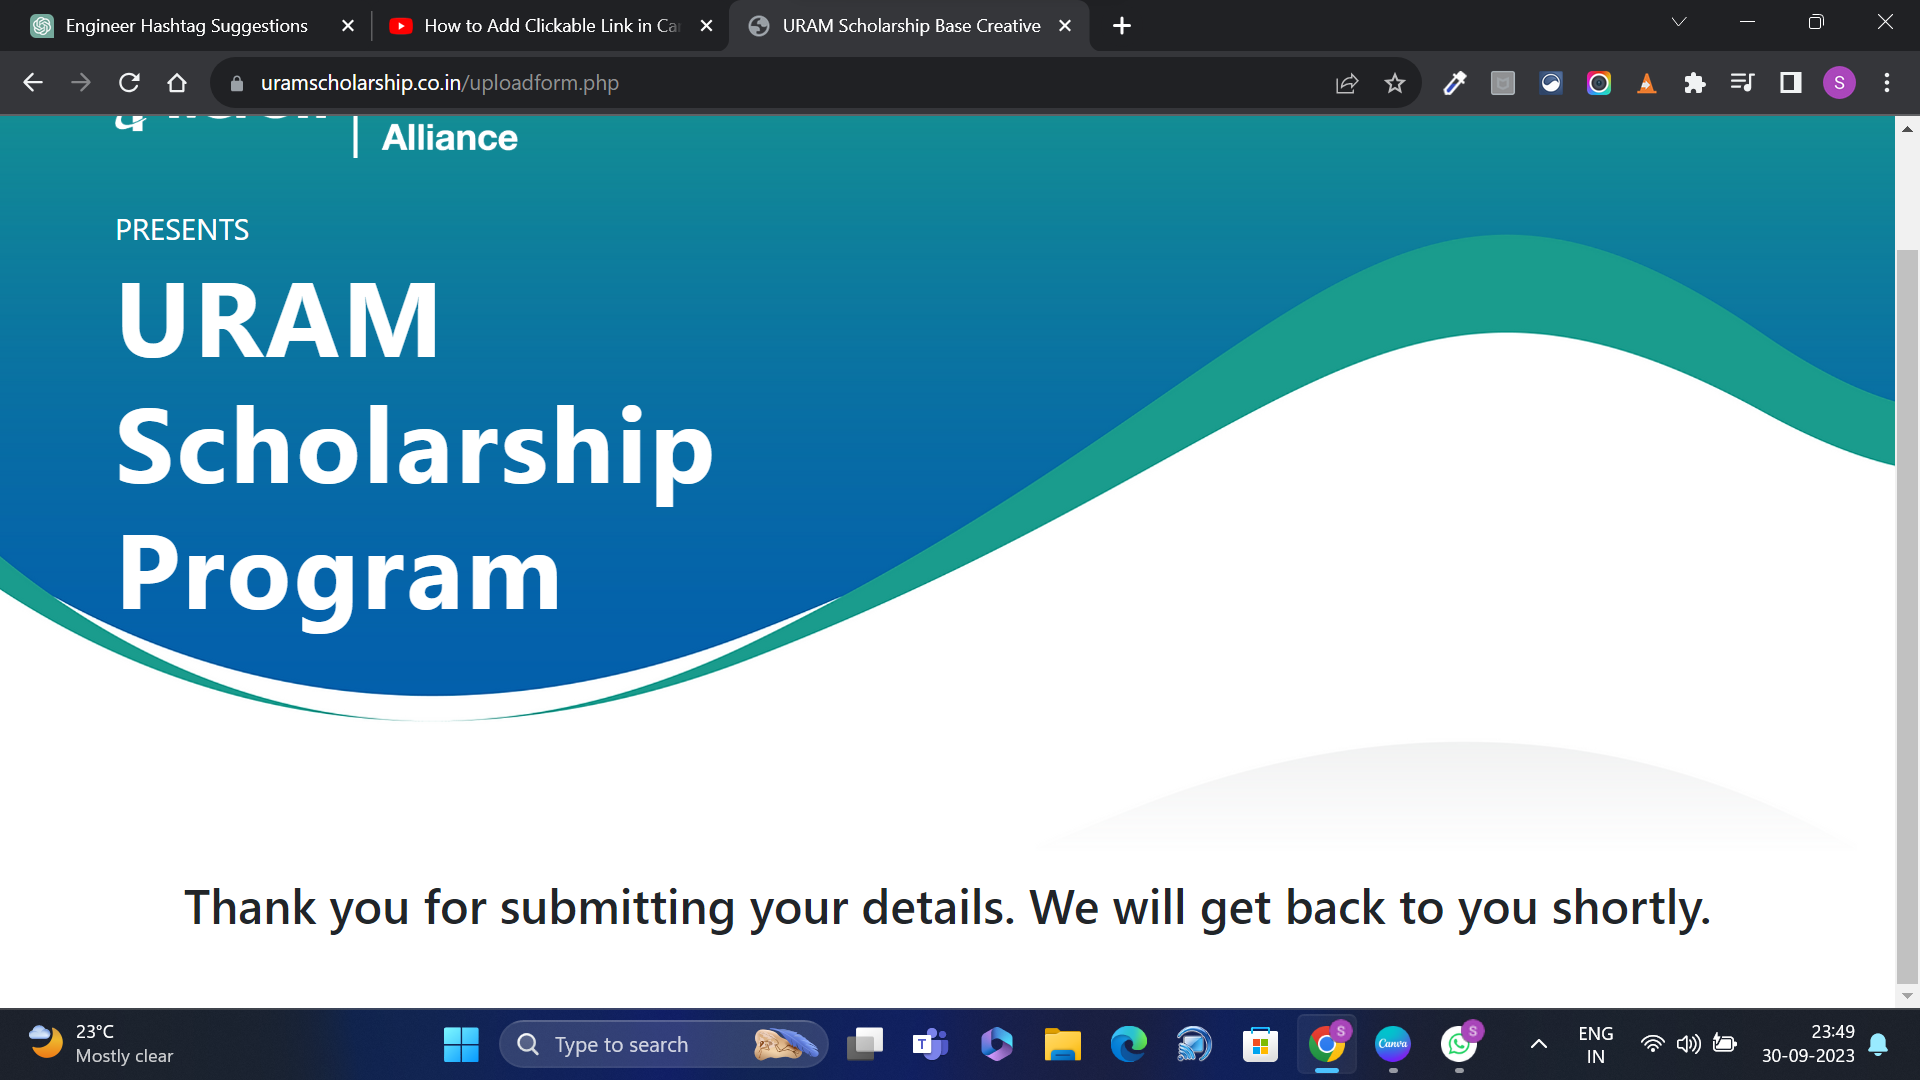 Engineer Hashtag Suggestions
How to Add Clickable Link in Ca
URAM Scholarship Base Creative
uramscholarship.co.in/uploadform.php
S
Alliance
PRESENTS
URAM
Scholarship
Program
Thank you for submitting your details. We will get back to you shortly.
23°C
Mostly clear
Type to search
T
S
Canva
S
ENG
IN
23:49
30-09-2023